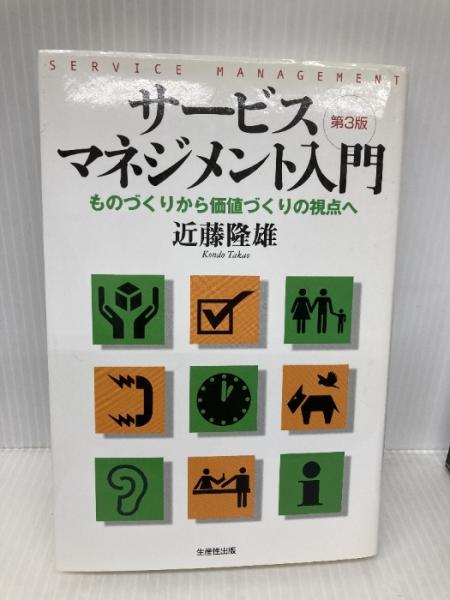 SERVICE MANAGEMENT
サービス
第3版
マネジメント入門
ものづくりから価値づくりの視点へ
近藤隆雄
Kondo Takao
生産性出版